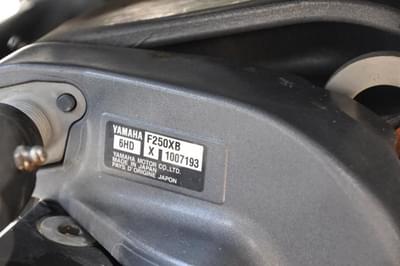 YAMAHA F250XB
6HD X 1007193
YAMAHA MOTOR CO.,LTD.
MADE IN JAPAN
PAYS D'ORIGINE JAPON